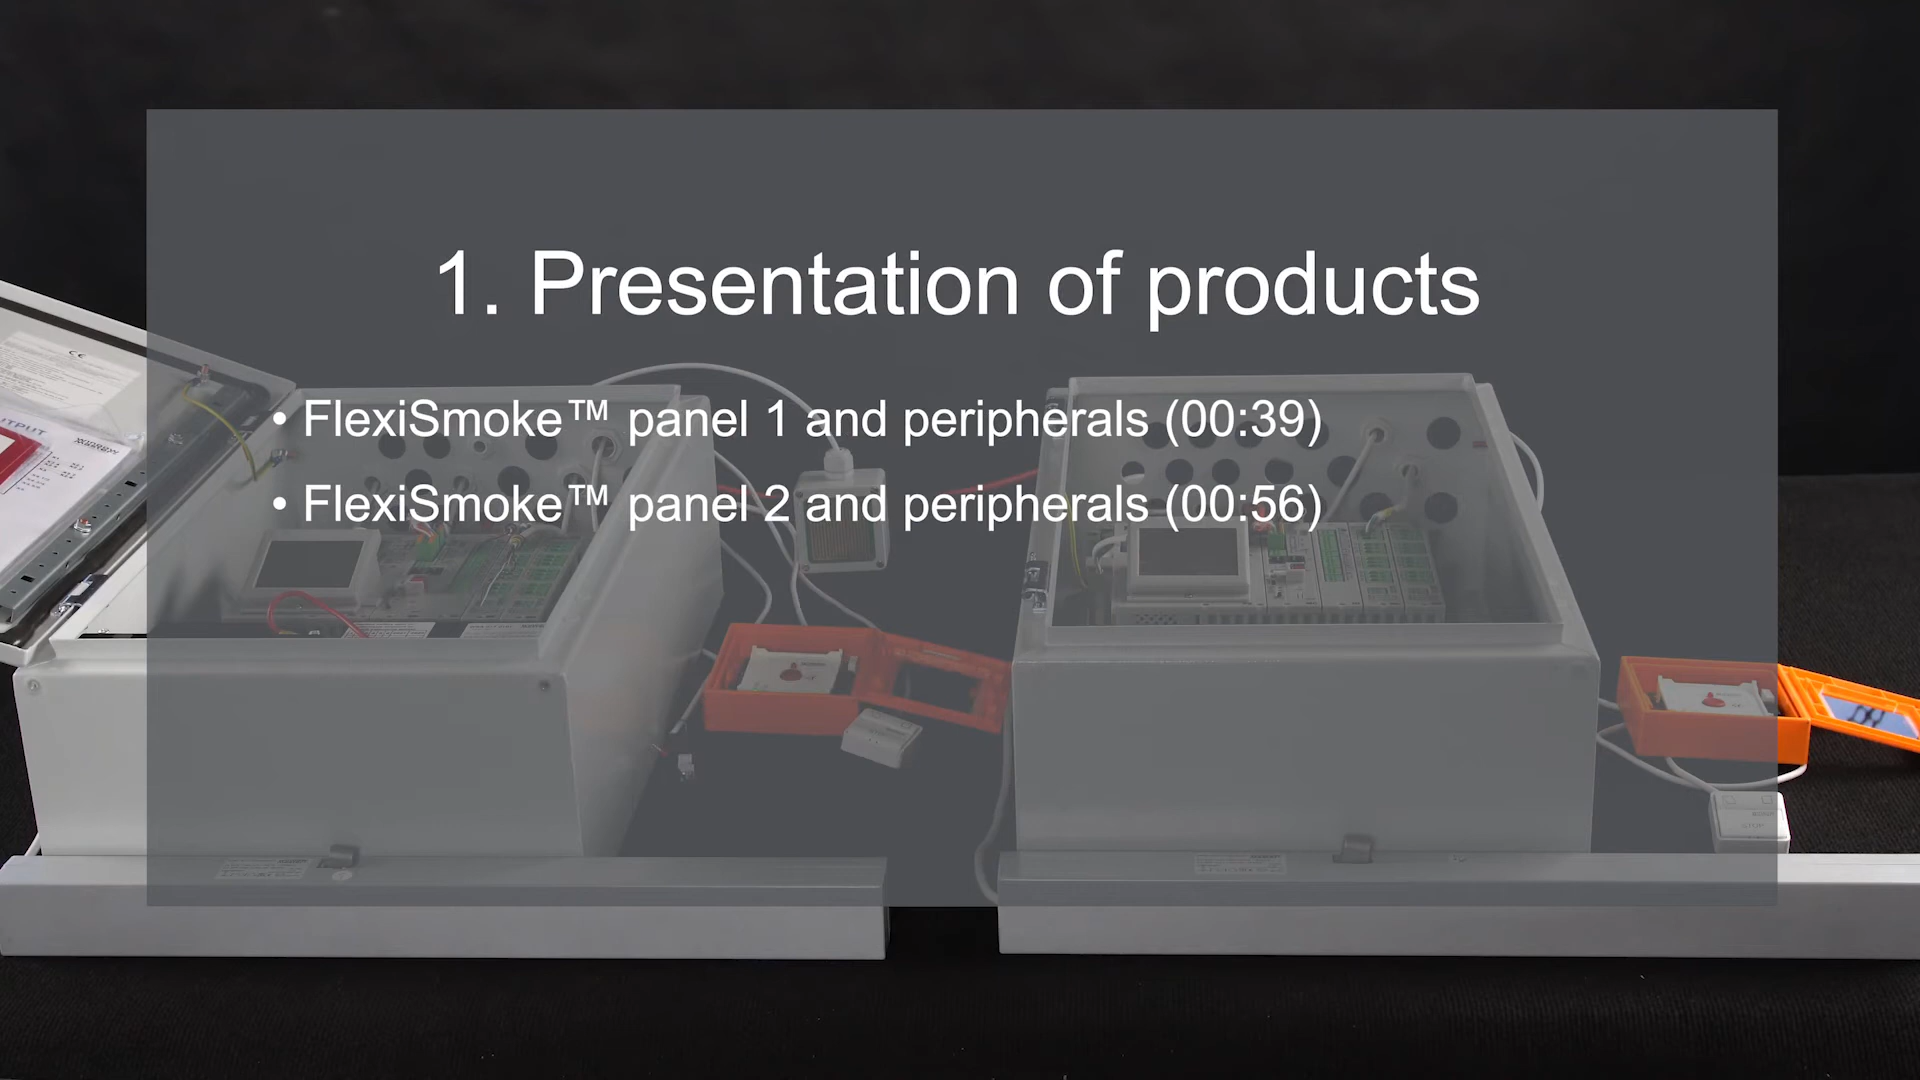 1. Presentation of products
• FlexiSmoke™ panel 1 and peripherals (00:39)
• FlexiSmoke™ panel 2 and peripherals (00:56)